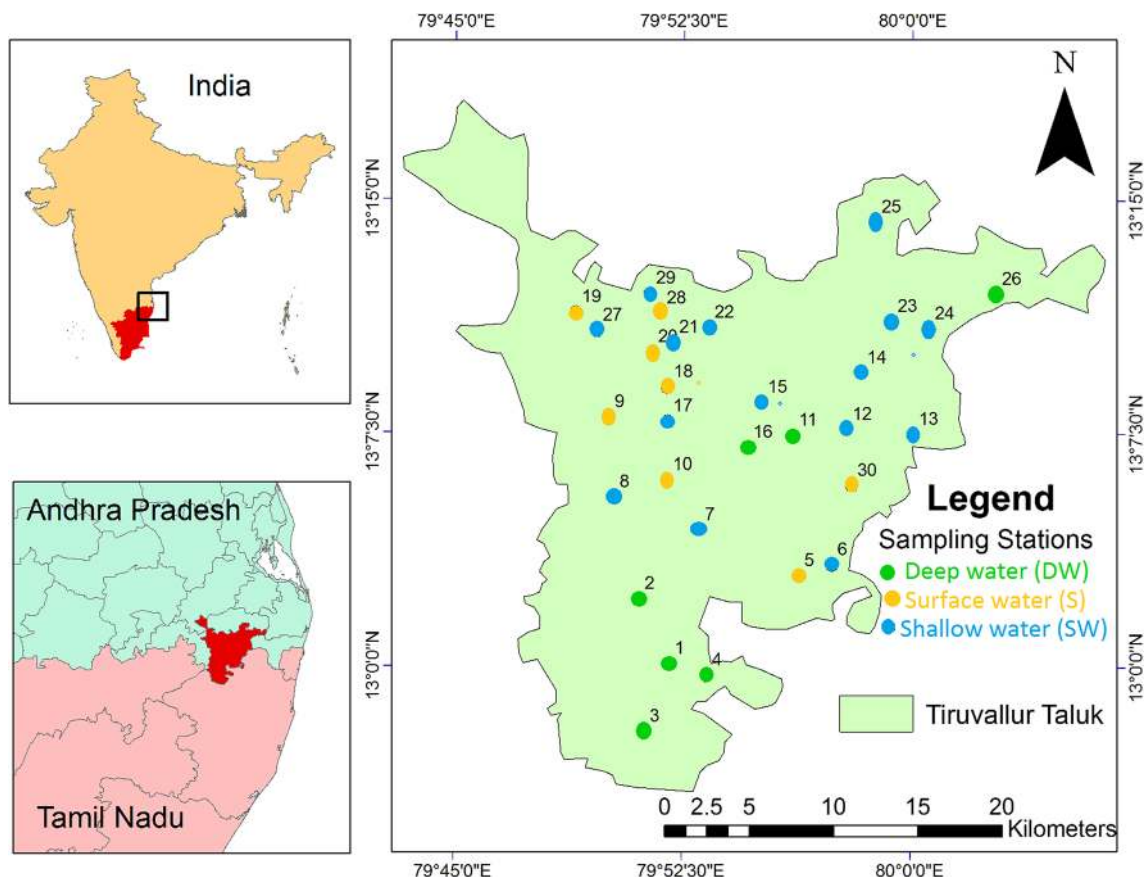 India
Andhra Pradesh
Tamil Nadu
79°45'0"E
79°52'30"E
80°0'0"E
N
13°15'0"N
13°15'0"N
25
26
29
19
28
27
23
24
22
21
20
14
18
15
9
17
11
12
13
16
13°7'30"N
13°7'30"N
10
30
8
Legend
7
Sampling Stations
5
6
Deep water (DW)
2
Surface water (S)
Shallow water (SW)
1
4
13°0'0"N
13°0'0"N
3
Tiruvallur Taluk
0 2.5 5 10 15 20
Kilometers
79°45'0"E
79°52'30"E
80°0'0"E